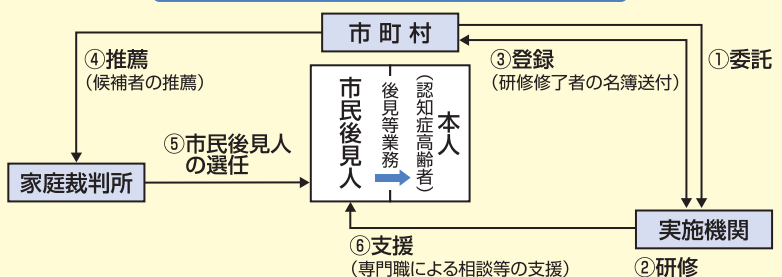 市町村
④推薦
（候補者の推薦）
③登録
（研修修了者の名簿送付）
①委託
市民後見人
後見等業務
（認知症高齢者）
本人
⑤市民後見人
の選任
家庭裁判所
実施機関
⑥支援
（専門職による相談等の支援）
②研修